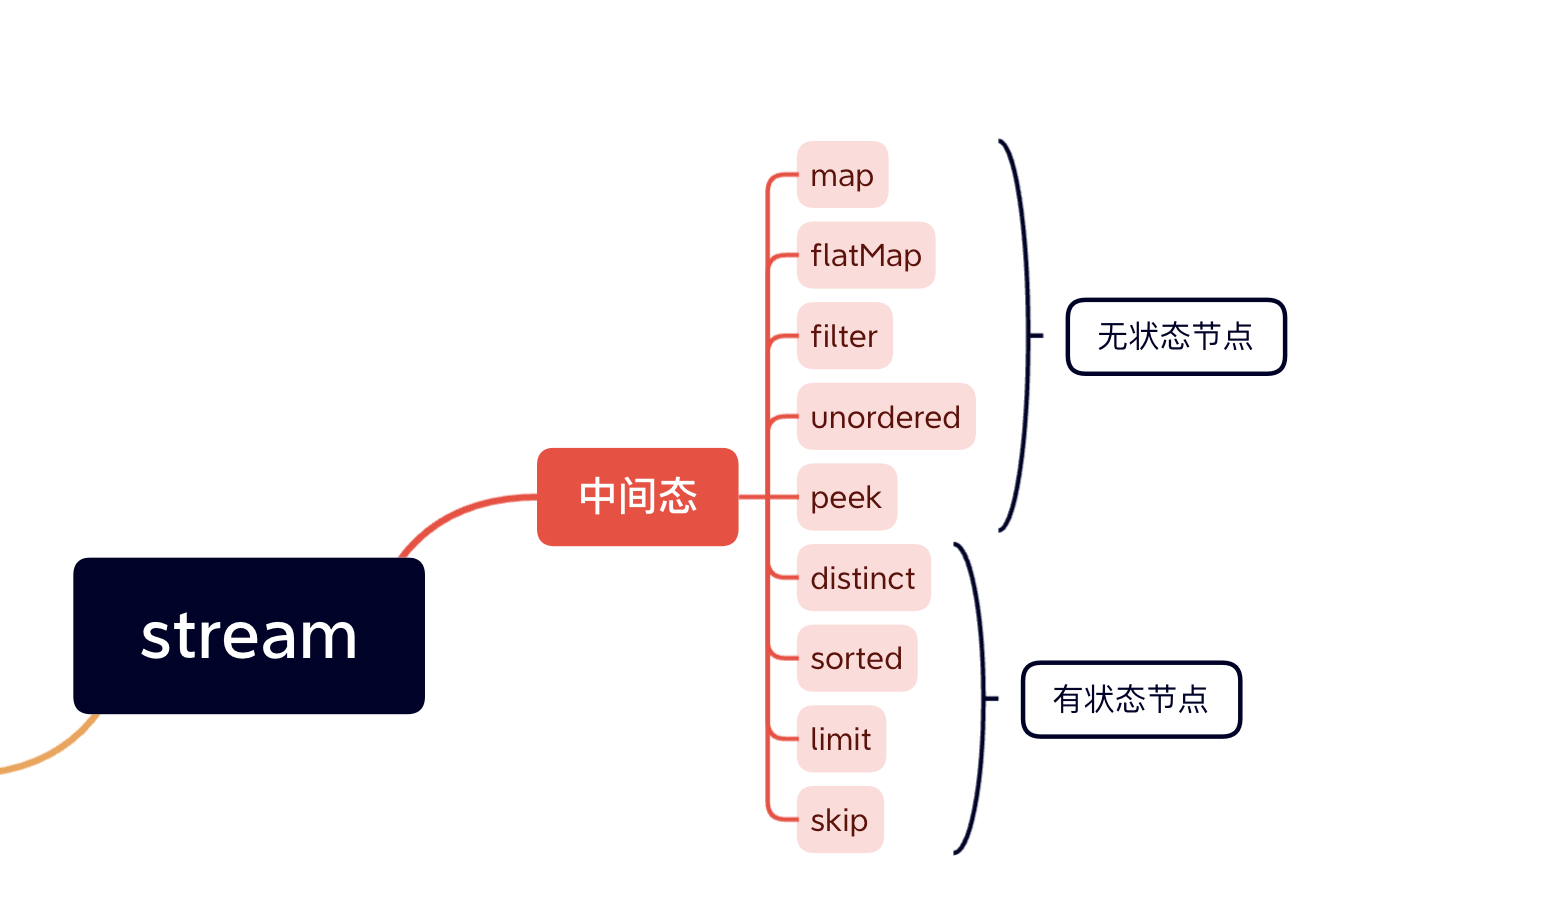 stream
中间态
map
flatMap
filter
unordered
peek
distinct
sorted
limit
skip
无状态节点
有状态节点